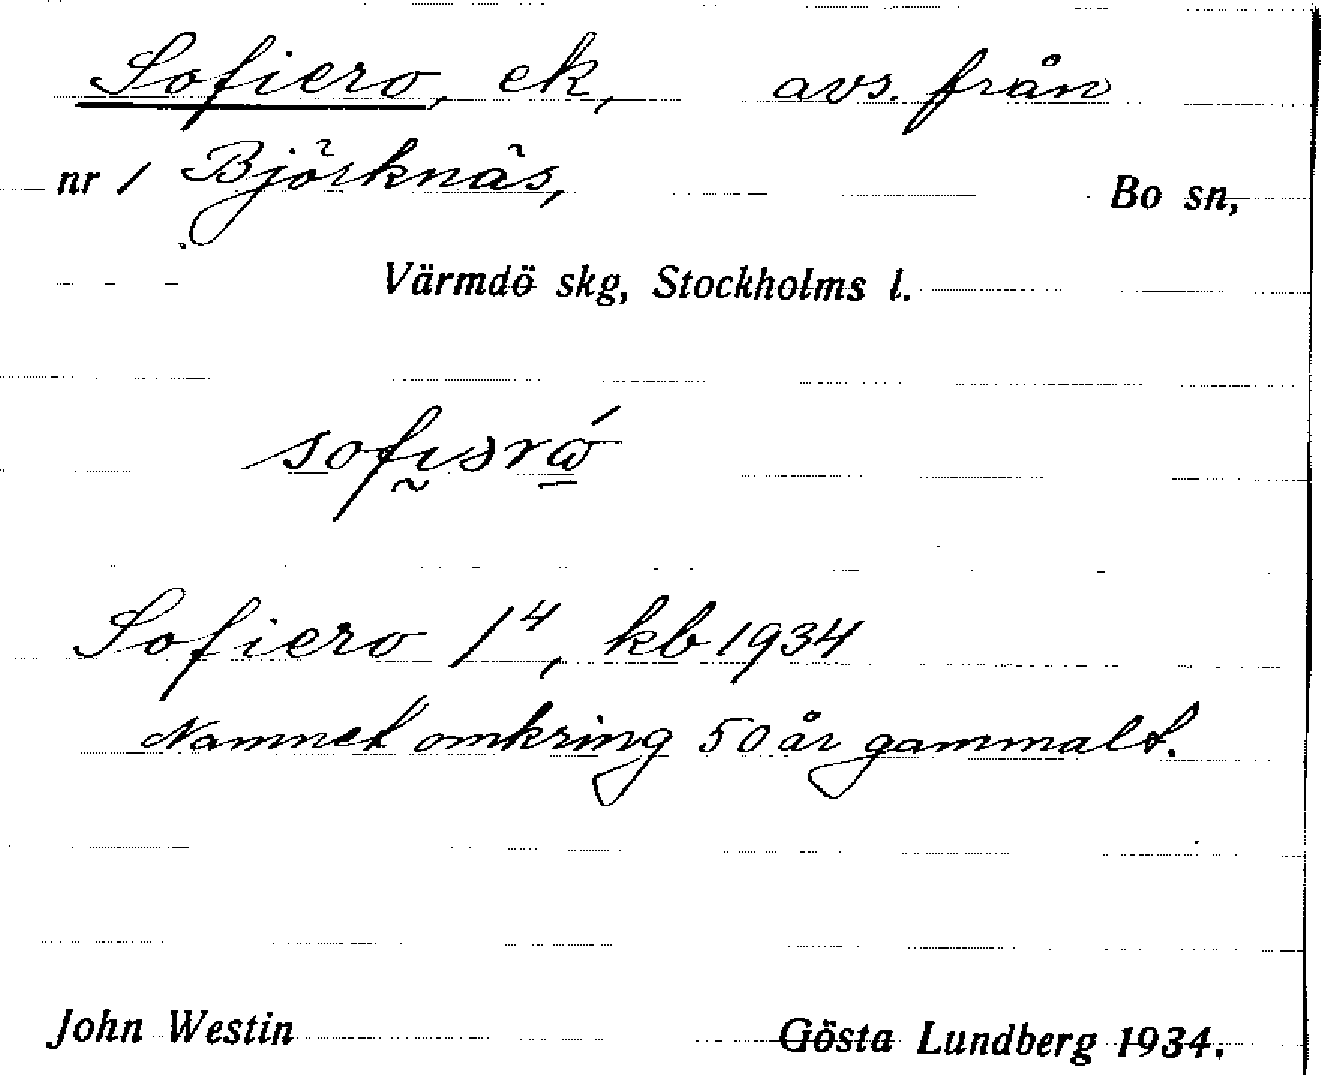 Sofiero, ek, avs. från
nr 1 Björknäs, Bo sn,
Värmdö skg, Stockholms l.
Sofiero 1⁴, kb 1934
Namnet omkring 50 år gammalt.
John Westin Gösta Lundberg 1934.